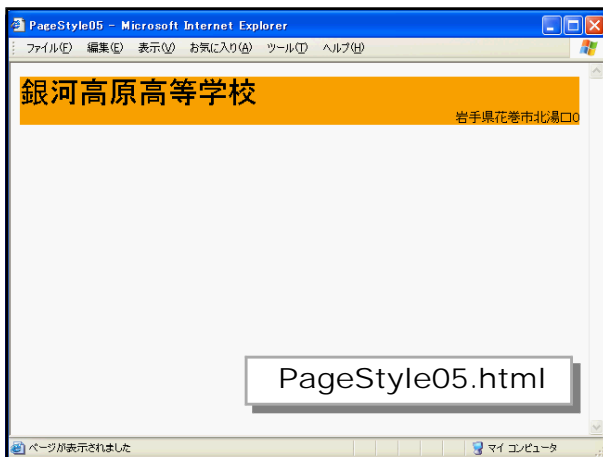 PageStyle05 - Microsoft Internet Explorer
ファイル(F) 編集(E) 表示(V) お気に入り(A) ツール(T) ヘルプ(H)
銀河高原高等学校
岩手県花巻市北湯口0
PageStyle05.html
ページが表示されました
マイ コンピュータ